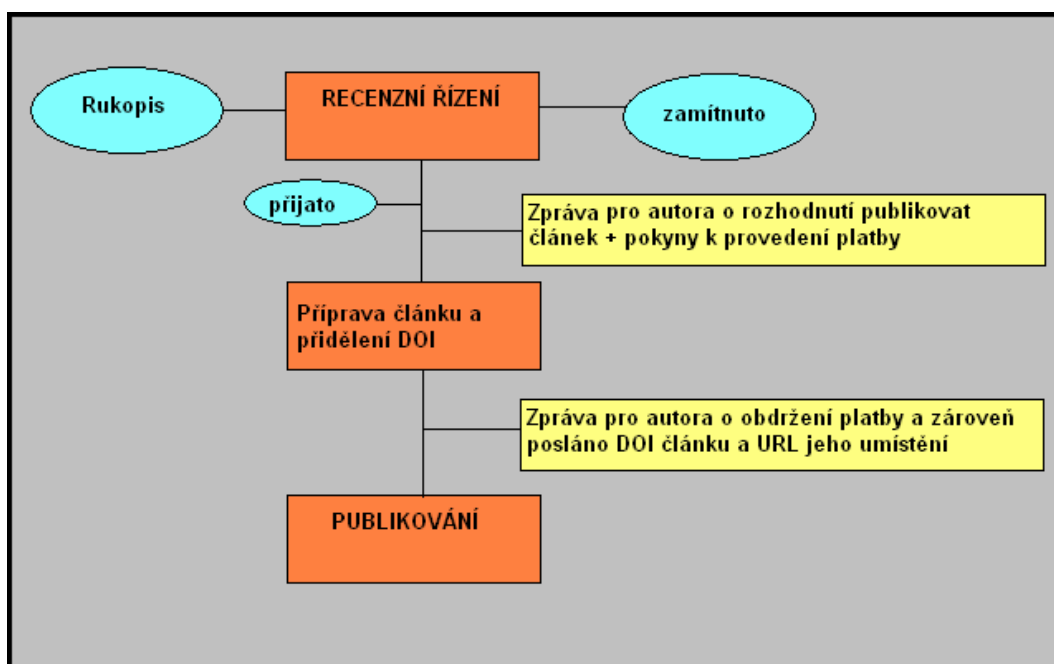 Rukopis
RECENZNÍ ŘÍZENÍ
zamítnuto
přijato
Zpráva pro autora o rozhodnutí publikovat
článek + pokyny k provedení platby
Příprava článku a
přidělení DOI
Zpráva pro autora o obdržení platby a zároveň
posláno DOI článku a URL jeho umístění
PUBLIKOVÁNÍ